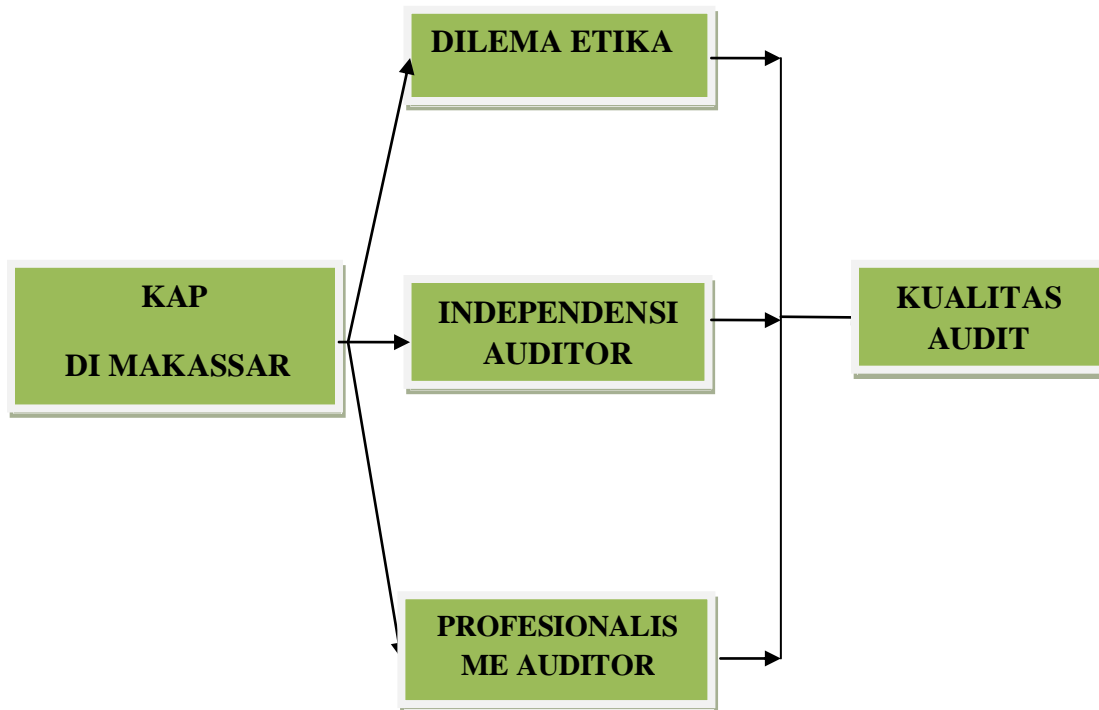 DILEMA ETIKA
KAP
DI MAKASSAR
INDEPENDENSI
AUDITOR
KUALITAS
AUDIT
PROFESIONALIS
ME AUDITOR